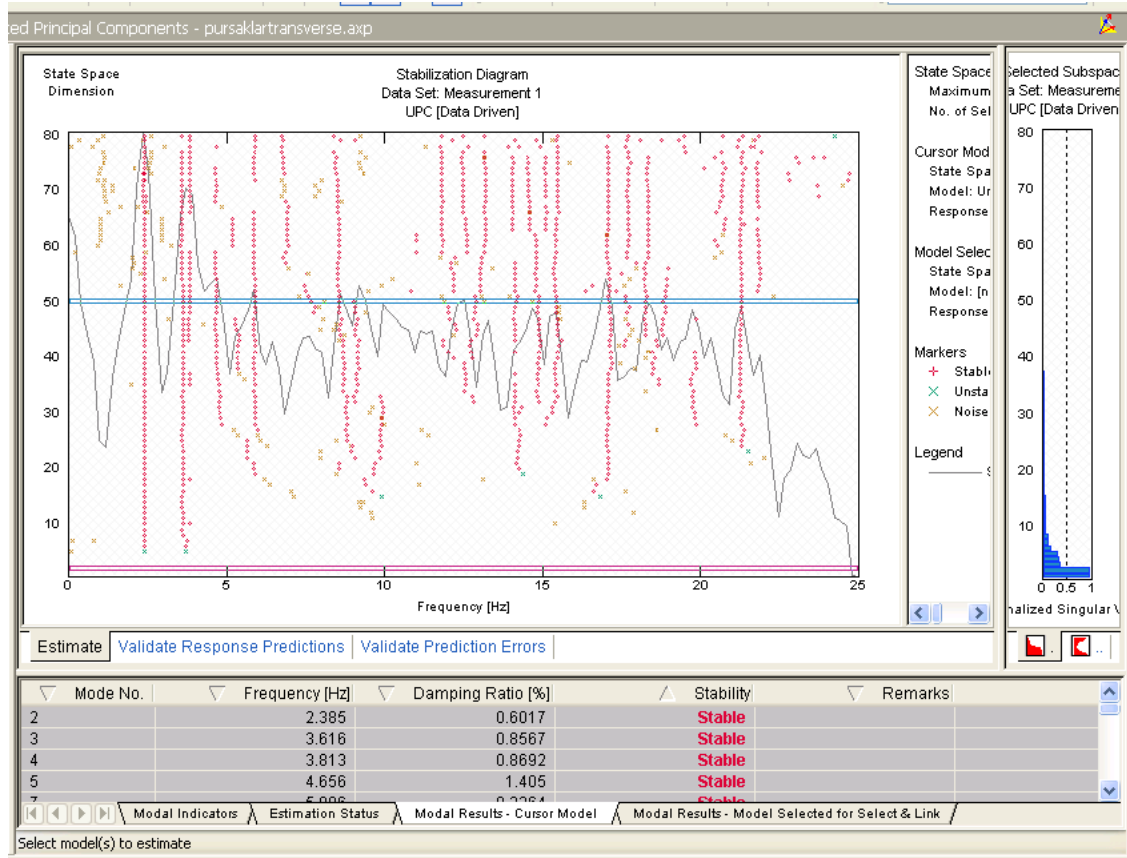 ed Principal Components - pursaklartransverse.axp
State Space
Dimension
Stabilization Diagram
Data Set: Measurement 1
UPC [Data Driven]
80
70
60
50
40
30
20
10
0 5 10 15 20 25
Frequency [Hz]
State Space
Maximum
No. of Sel
Cursor Mod
State Spa
Model: Ur
Response
Model Selec
State Spa
Model: [n
Response
Markers
Stabl
Unsta
Noise
Legend
S
Selected Subspac
a Set: Measureme
UPC [Data Driven
80
70
60
50
40
30
20
10
0 0.5 1
nalized Singular V
Estimate Validate Response Predictions Validate Prediction Errors
. ..
Mode No. Frequency [Hz] Damping Ratio [%] Stability Remarks
2 2.385 0.6017 Stable
3 3.616 0.8567 Stable
4 3.813 0.8692 Stable
5 4.656 1.405 Stable
Modal Indicators Estimation Status Modal Results - Cursor Model Modal Results - Model Selected for Select & Link
Select model(s) to estimate